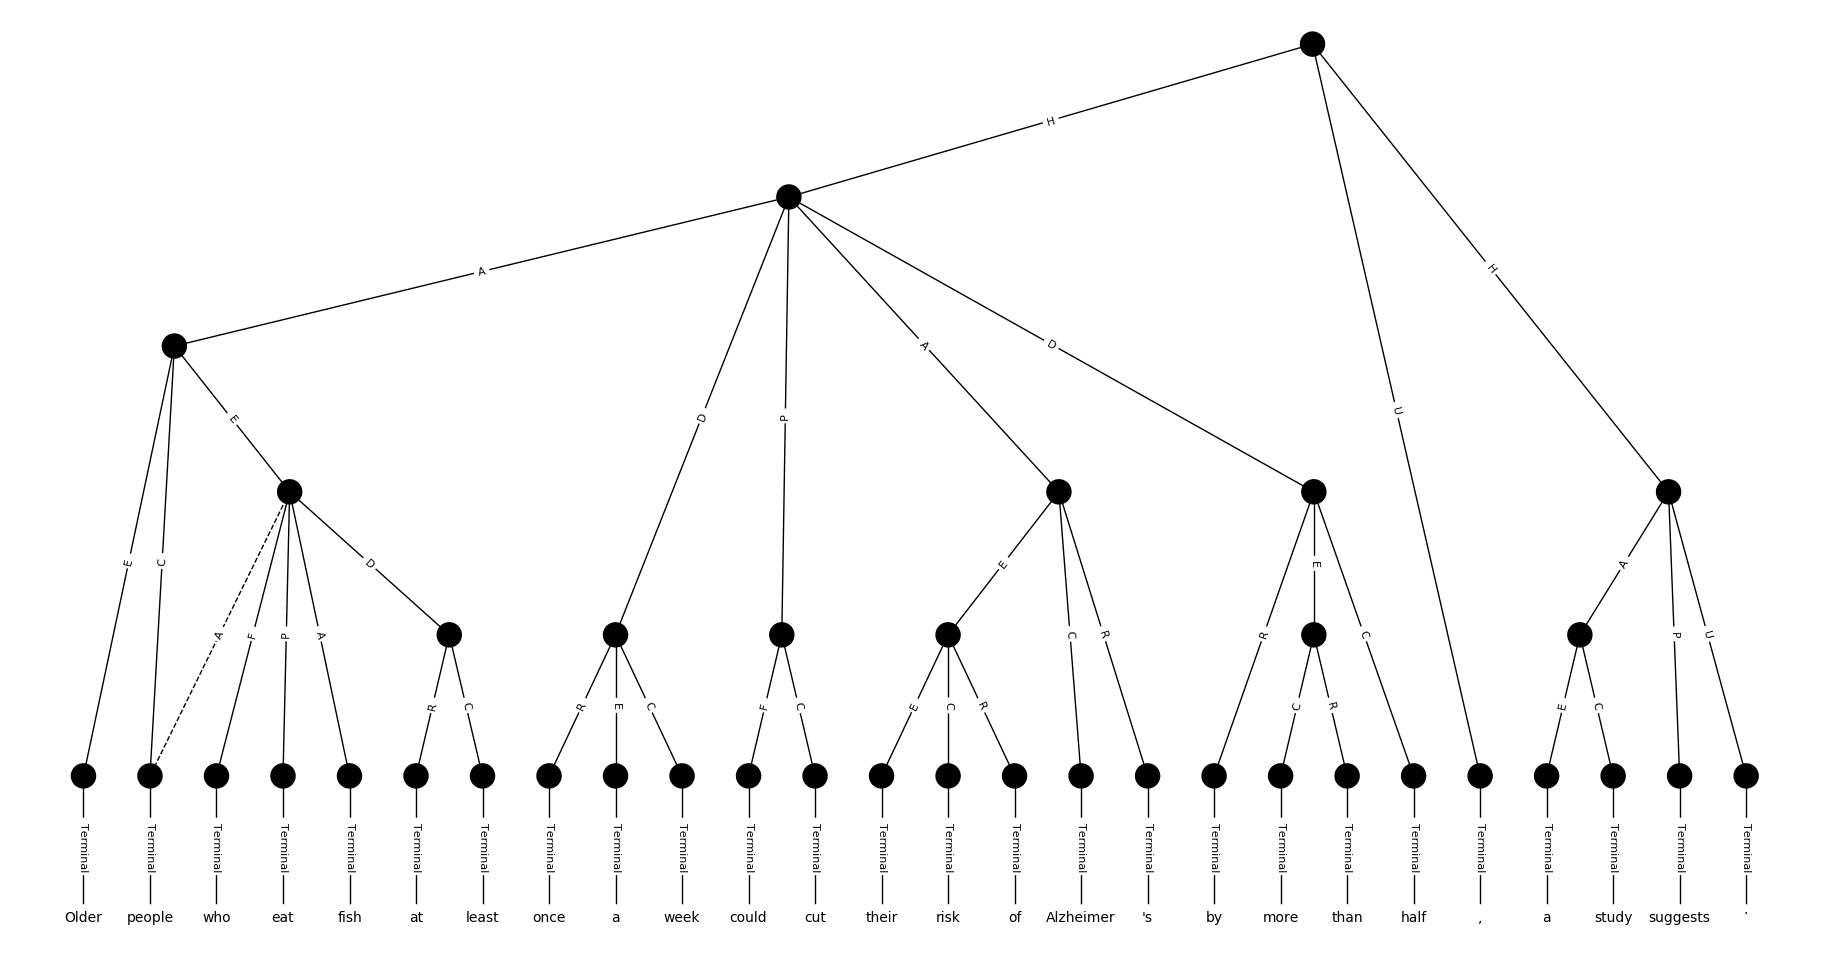 H
A
H
A
D
E
D
P
U
E
C
D
E
E
A
A
F
P
A
C
R
R
E
C
P
U
R
C
R
E
C
F
C
E
C
R
C
R
E
C
Terminal Terminal Terminal Terminal Terminal Terminal Terminal Terminal Terminal Terminal Terminal Terminal Terminal Terminal Terminal Terminal Terminal Terminal Terminal Terminal Terminal Terminal Terminal Terminal Terminal Terminal
Older people who eat fish at least once a week could cut their risk of Alzheimer 's by more than half , a study suggests .